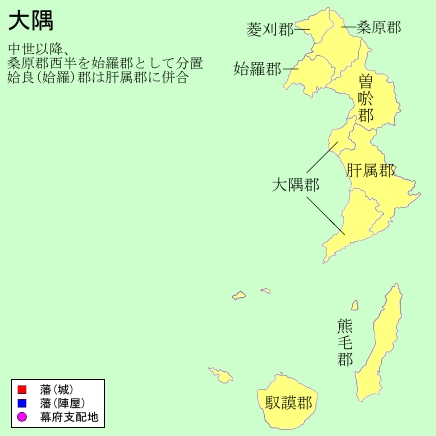 大隅
中世以降、
桑原郡西半を始羅郡として分置
姶良(始羅)郡は肝属郡に併合
菱刈郡
桑原郡
始羅郡
曽唹郡
肝属郡
大隅郡
熊毛郡
馭謨郡
藩(城)
藩(陣屋)
幕府支配地